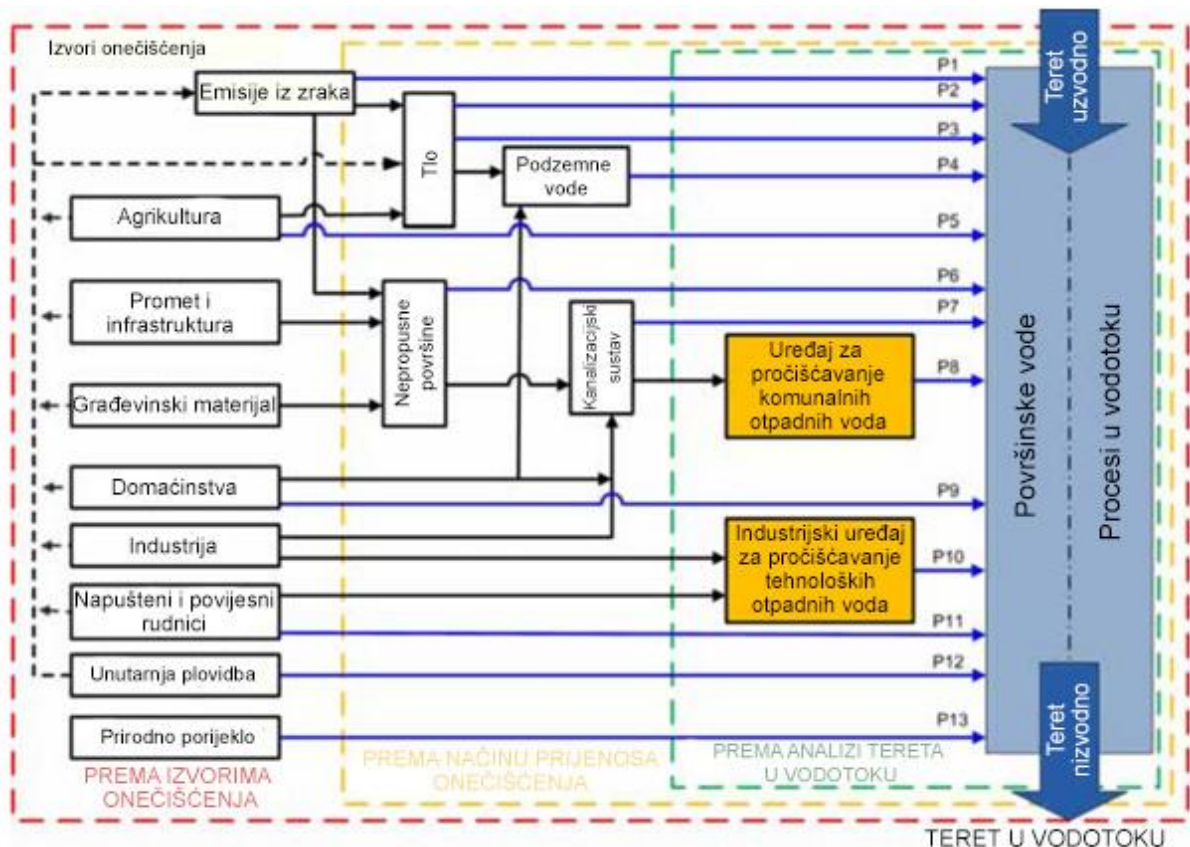 Izvori onečišćenja
Emisije iz zraka
Tlo
Podzemne
vode
Agrikultura
Promet i
infrastruktura
Građevinski materijal
Nepropusne
površine
Kanalizacijski
sustav
Uređaj za
pročišćavanje
komunalnih
otpadnih voda
Domaćinstva
Industrija
Industrijski uređaj
za pročišćavanje
tehnoloških
otpadnih voda
Napušteni i povijesni
rudnici
Unutarnja plovidba
Prirodno porijeklo
P1
P2
P3
P4
P5
P6
P7
P8
P9
P10
P11
P12
P13
Teret
uzvodno
Površinske vode
Procesi u vodotoku
Teret
nizvodno
PREMA IZVORIMA
ONEČIŠĆENJA
PREMA NAČINU PRIJENOSA
ONEČIŠĆENJA
PREMA ANALIZI TERETA
U VODOTOKU
TERET U VODOTOKU